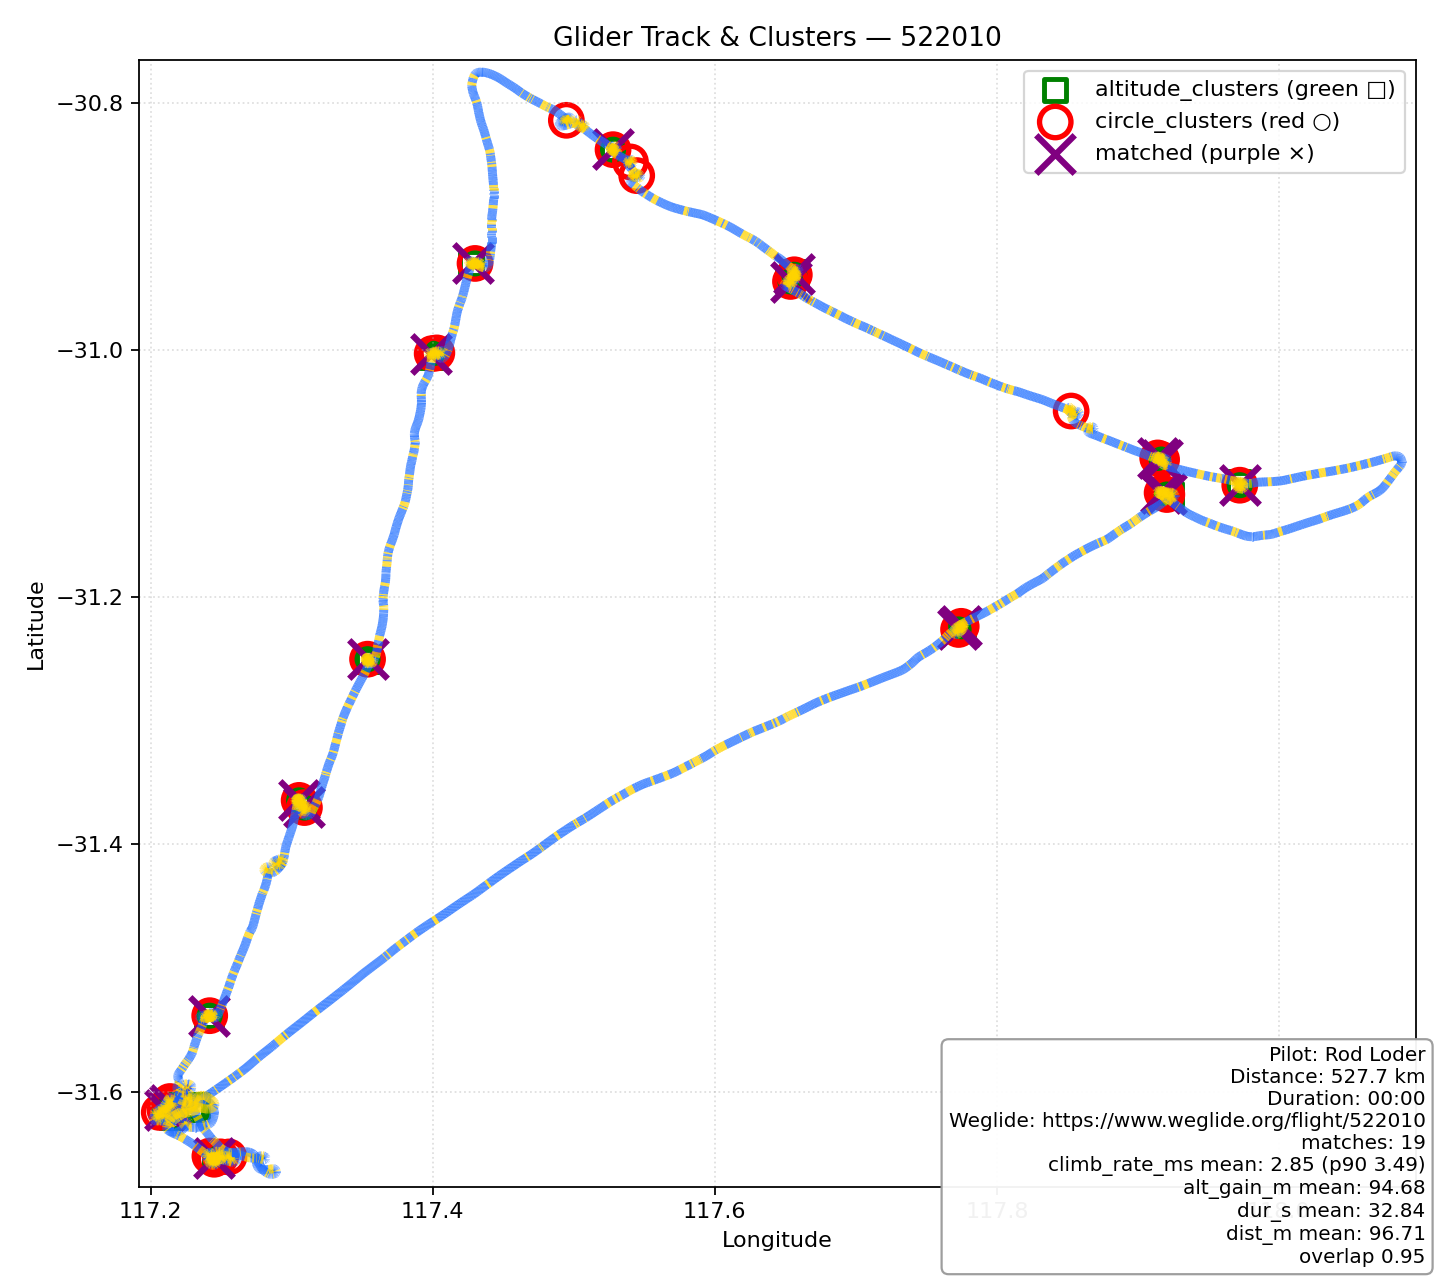 Glider Track & Clusters — 522010
altitude_clusters (green □)
circle_clusters (red ○)
matched (purple ×)
Latitude
−30.8
−31.0
−31.2
−31.4
−31.6
117.2
117.4
117.6
117.8
Longitude
Pilot: Rod Loder
Distance: 527.7 km
Duration: 00:00
Weglide: https://www.weglide.org/flight/522010
matches: 19
climb_rate_ms mean: 2.85 (p90 3.49)
alt_gain_m mean: 94.68
dur_s mean: 32.84
dist_m mean: 96.71
overlap 0.95